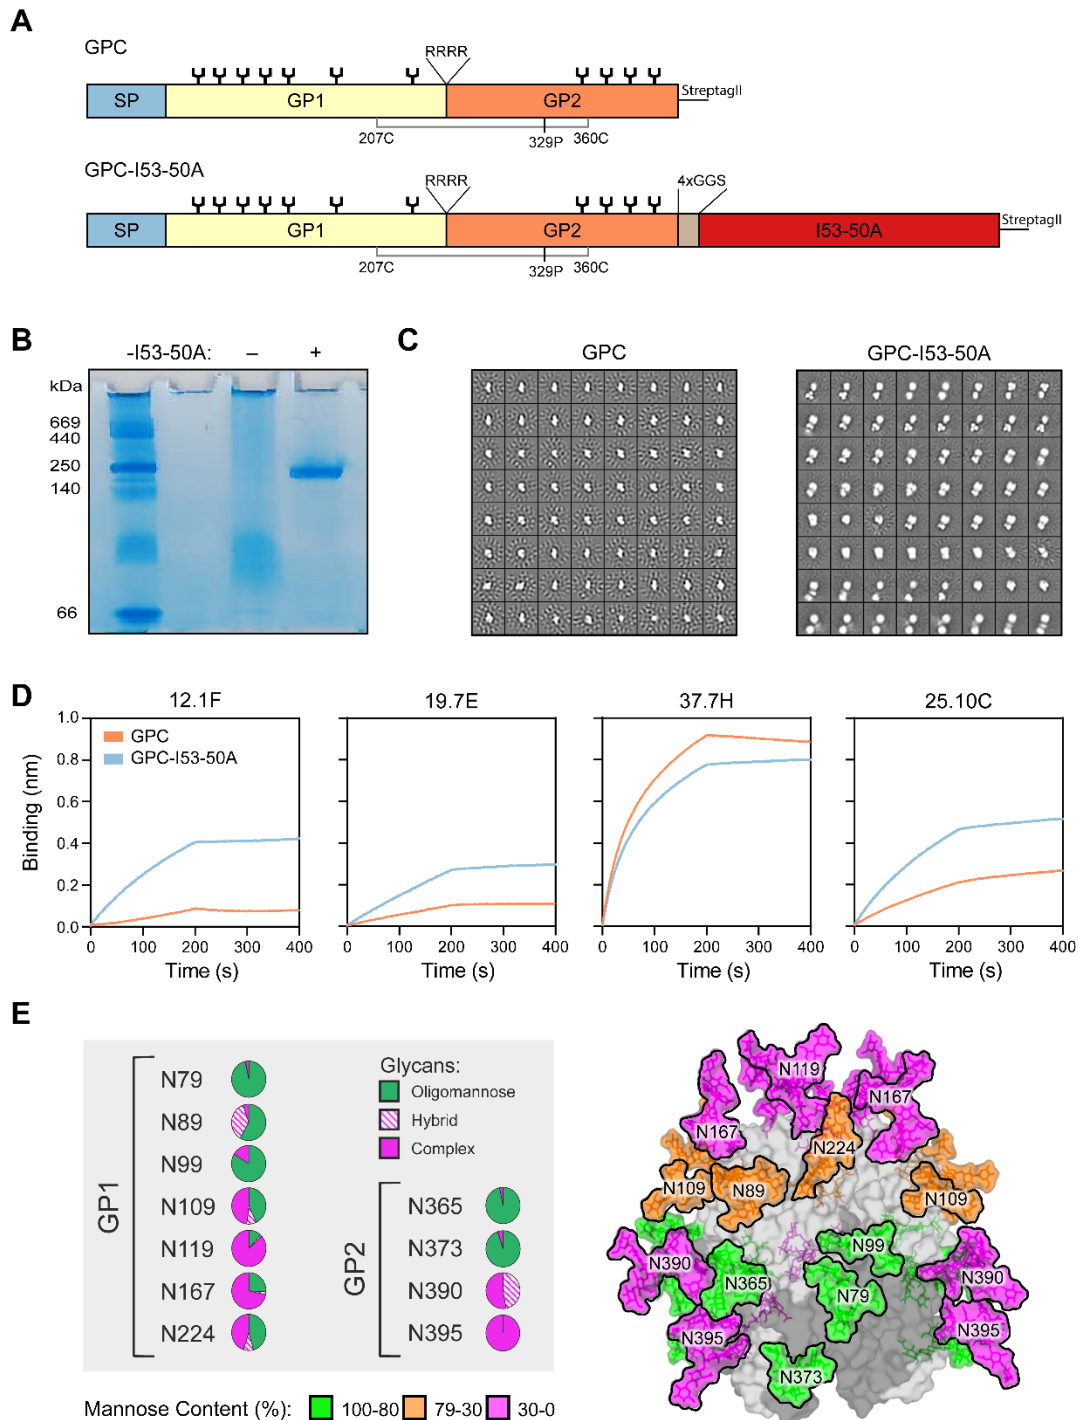 A
GPC
RRRR
SP
GP1
GP2
StreptagII
207C
329P
360C
GPC-I53-50A
RRRR
4xGGS
SP
GP1
GP2
I53-50A
StreptagII
207C
329P
360C
B
-I53-50A: – +
kDa
669
440
250
140
66
C
GPC
GPC-I53-50A
D
12.1F
19.7E
37.7H
25.10C
GPC
GPC-I53-50A
Binding (nm)
1.0
0.8
0.6
0.4
0.2
0.0
0 100 200 300 400
0 100 200 300 400
0 100 200 300 400
0 100 200 300 400
Time (s)
Time (s)
Time (s)
Time (s)
E
GP1
N79
N89
N99
N109
N119
N167
N224
Glycans:
Oligomannose
Hybrid
Complex
GP2
N365
N373
N390
N395
N119
N167
N167
N224
N109
N89
N109
N99
N390
N365
N79
N390
N395
N395
N373
Mannose Content (%): 100-80 79-30 30-0